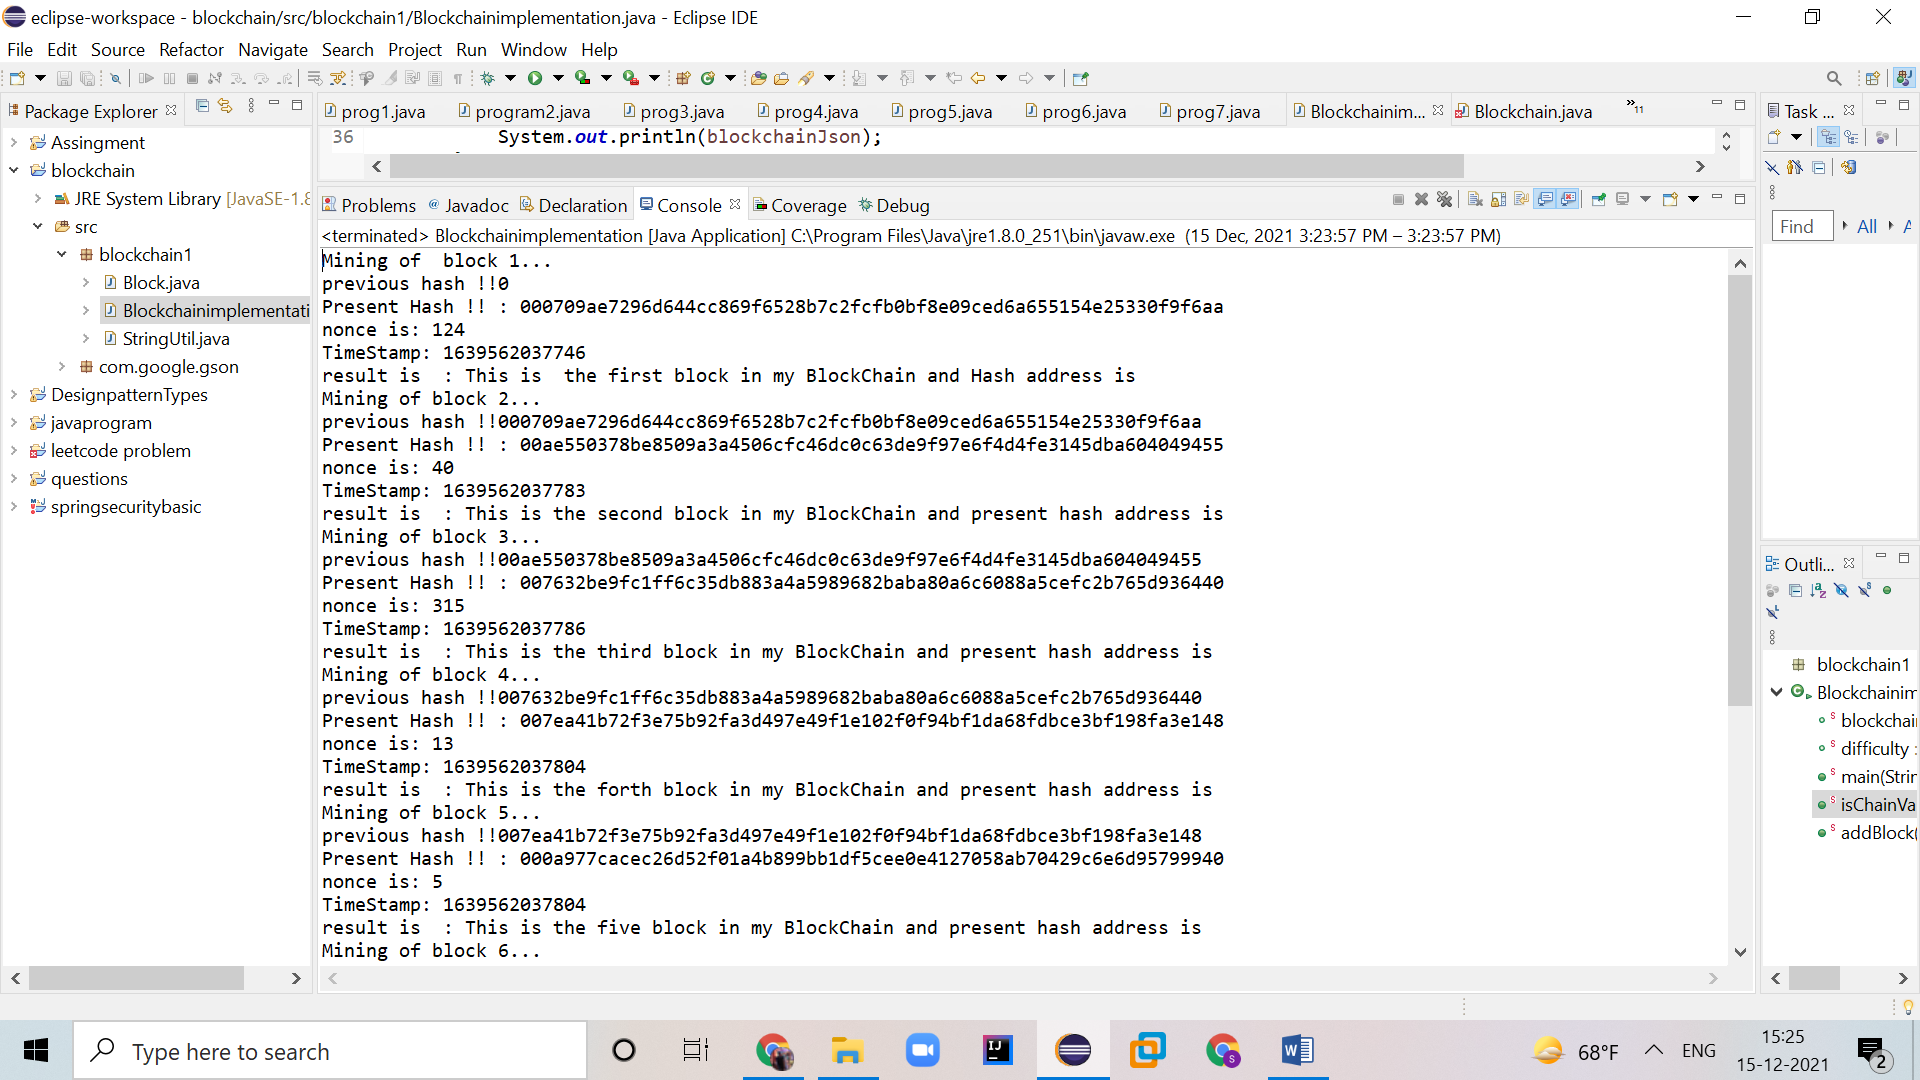 eclipse-workspace - blockchain/src/blockchain1/Blockchainimplementation.java - Eclipse IDE
File Edit Source Refactor Navigate Search Project Run Window Help
Package Explorer
Assingment
blockchain
JRE System Library [JavaSE-1.8
src
blockchain1
Block.java
Blockchainimplementati
StringUtil.java
com.google.gson
DesignpatternTypes
javaprogram
leetcode problem
questions
springsecuritybasic
prog1.java program2.java prog3.java prog4.java prog5.java prog6.java prog7.java Blockchainim... Blockchain.java »11
36 System.out.println(blockchainJson);
Problems @ Javadoc Declaration Console Coverage Debug
<terminated> Blockchainimplementation [Java Application] C:\Program Files\Java\jre1.8.0_251\bin\javaw.exe (15 Dec, 2021 3:23:57 PM – 3:23:57 PM)
Mining of  block 1...
previous hash !!0
Present Hash !! : 000709ae7296d644cc869f6528b7c2fcfb0bf8e09ced6a655154e25330f9f6aa
nonce is: 124
TimeStamp: 1639562037746
result is  : This is  the first block in my BlockChain and Hash address is
Mining of block 2...
previous hash !!000709ae7296d644cc869f6528b7c2fcfb0bf8e09ced6a655154e25330f9f6aa
Present Hash !! : 00ae550378be8509a3a4506cfc46dc0c63de9f97e6f4d4fe3145dba604049455
nonce is: 40
TimeStamp: 1639562037783
result is  : This is the second block in my BlockChain and present hash address is
Mining of block 3...
previous hash !!00ae550378be8509a3a4506cfc46dc0c63de9f97e6f4d4fe3145dba604049455
Present Hash !! : 007632be9fc1ff6c35db883a4a5989682baba80a6c6088a5cefc2b765d936440
nonce is: 315
TimeStamp: 1639562037786
result is  : This is the third block in my BlockChain and present hash address is
Mining of block 4...
previous hash !!007632be9fc1ff6c35db883a4a5989682baba80a6c6088a5cefc2b765d936440
Present Hash !! : 007ea41b72f3e75b92fa3d497e49f1e102f0f94bf1da68fdbce3bf198fa3e148
nonce is: 13
TimeStamp: 1639562037804
result is  : This is the forth block in my BlockChain and present hash address is
Mining of block 5...
previous hash !!007ea41b72f3e75b92fa3d497e49f1e102f0f94bf1da68fdbce3bf198fa3e148
Present Hash !! : 000a977cacec26d52f01a4b899bb1df5cee0e4127058ab70429c6e6d95799940
nonce is: 5
TimeStamp: 1639562037804
result is  : This is the five block in my BlockChain and present hash address is
Mining of block 6...
Task ...
Find All A
Outli...
blockchain1
Blockchainim
blockchai
difficulty :
main(Strin
isChainVa
addBlock(
Type here to search
68°F ENG
15:25
15-12-2021
2